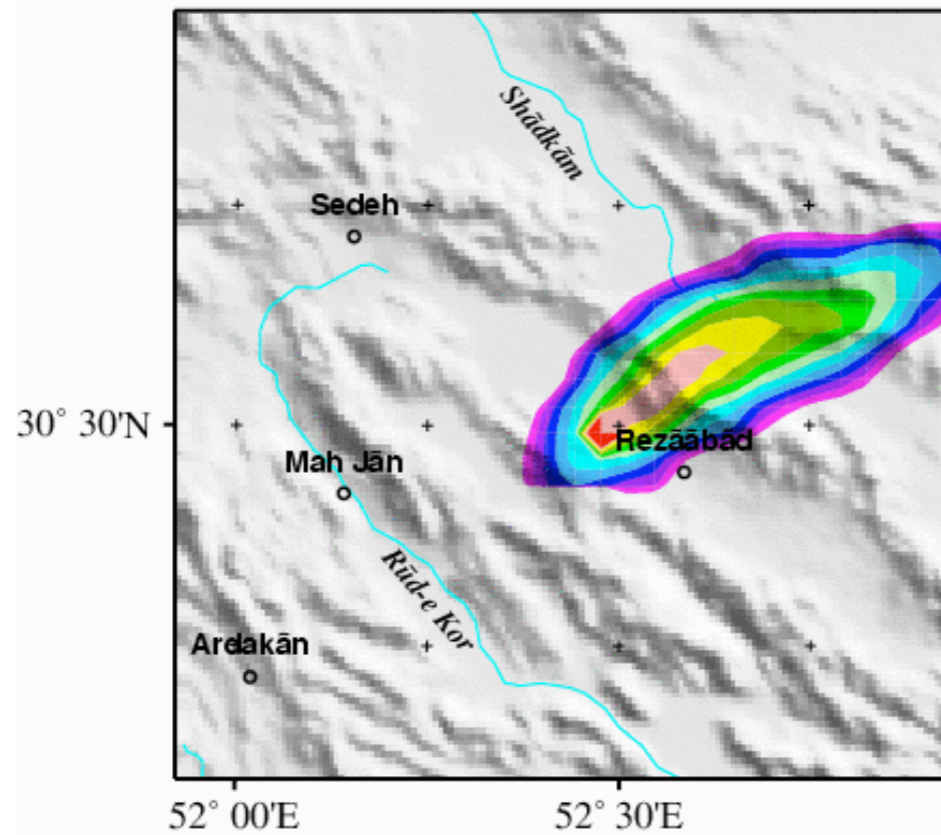 Shādkām
Sedeh
30° 30'N
Rezāābād
Mah Jān
Rūd-e Kor
Ardakān
52° 00'E
52° 30'E